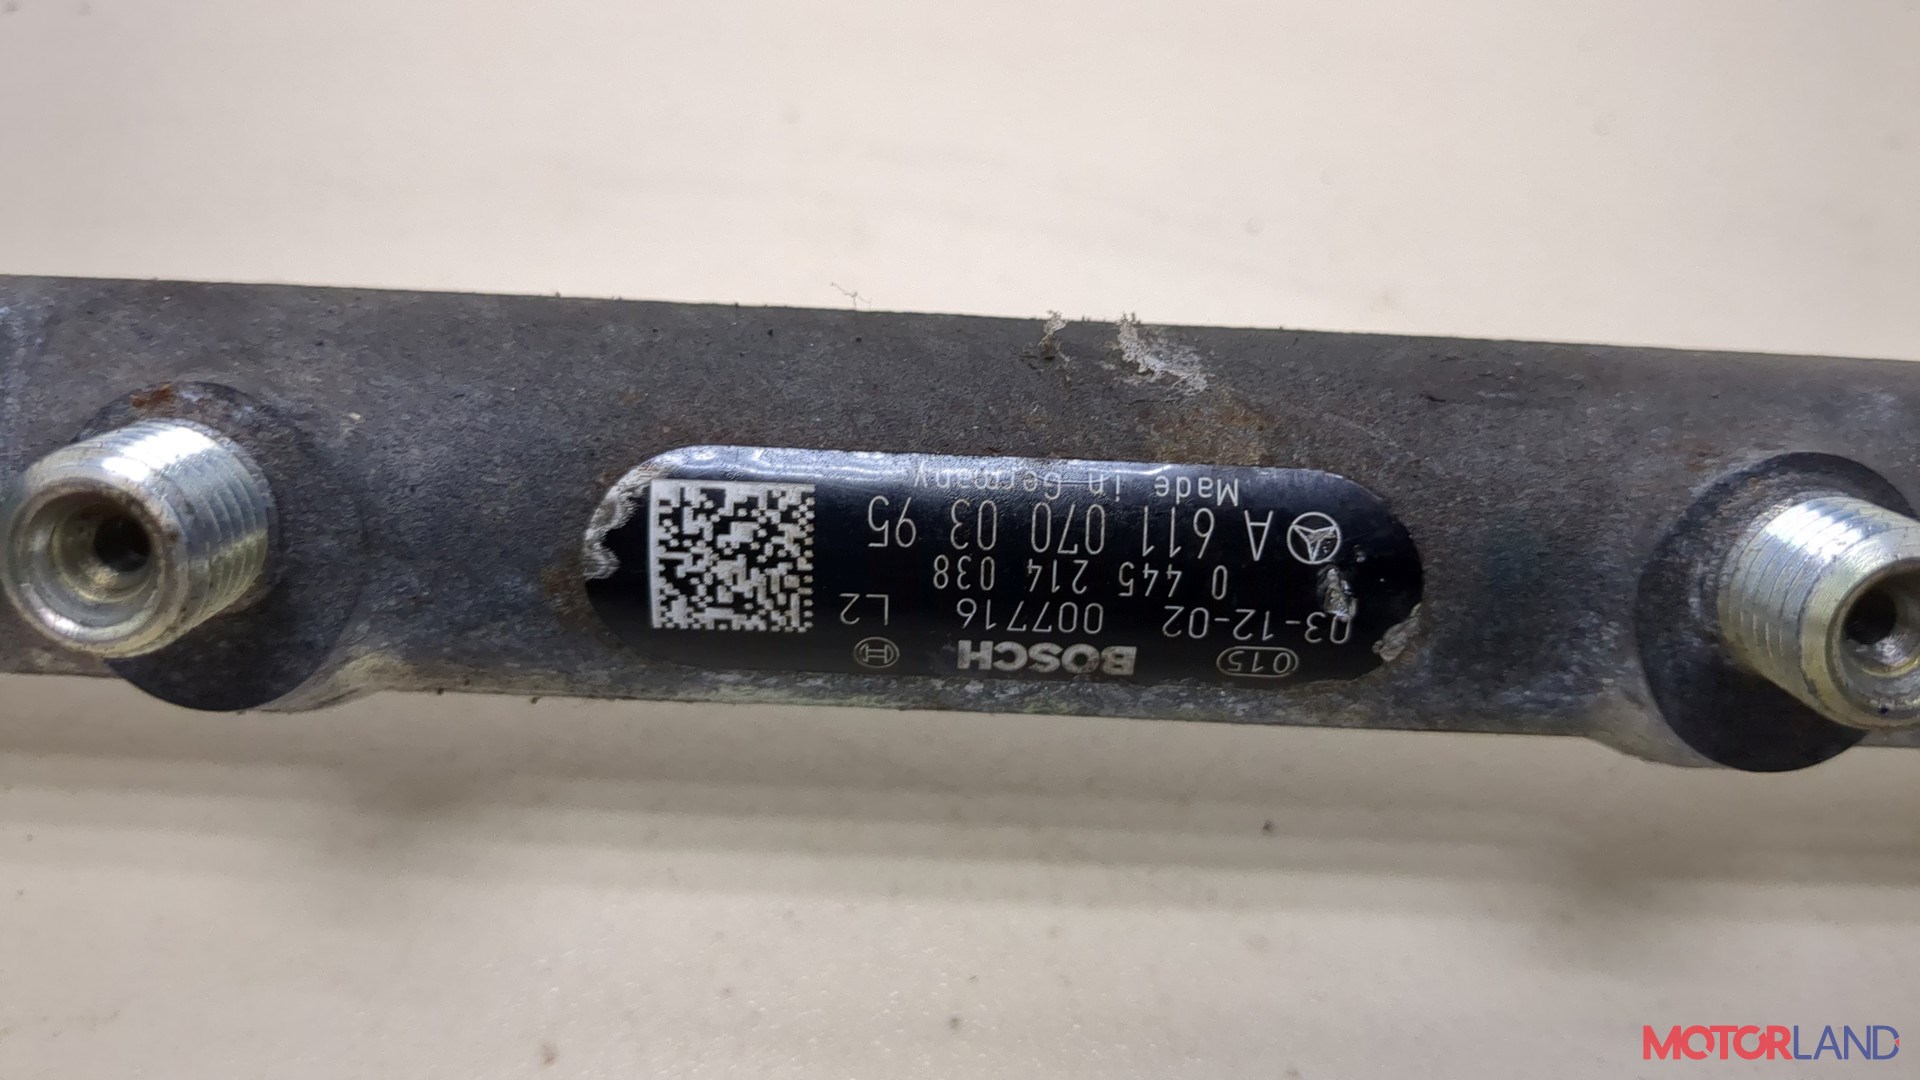 015 BOSCH
03-12-02 007716 L2
0 445 214 038
A 611 070 03 95
Made in Germany
MOTORLAND